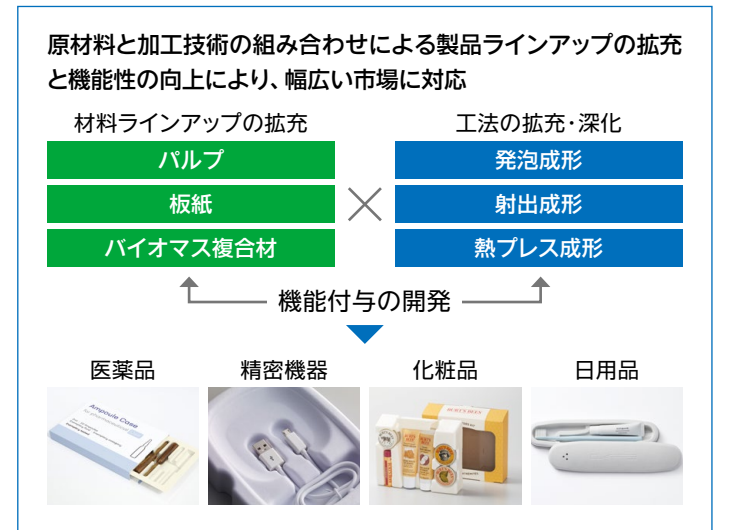 原材料と加工技術の組み合わせによる製品ラインアップの拡充
と機能性の向上により、幅広い市場に対応
材料ラインアップの拡充
工法の拡充・深化
パルプ
発泡成形
板紙
射出成形
バイオマス複合材
熱プレス成形
機能付与の開発
医薬品
精密機器
化粧品
日用品
Ampoule Case
for pharmaceutical
BURT'S BEES